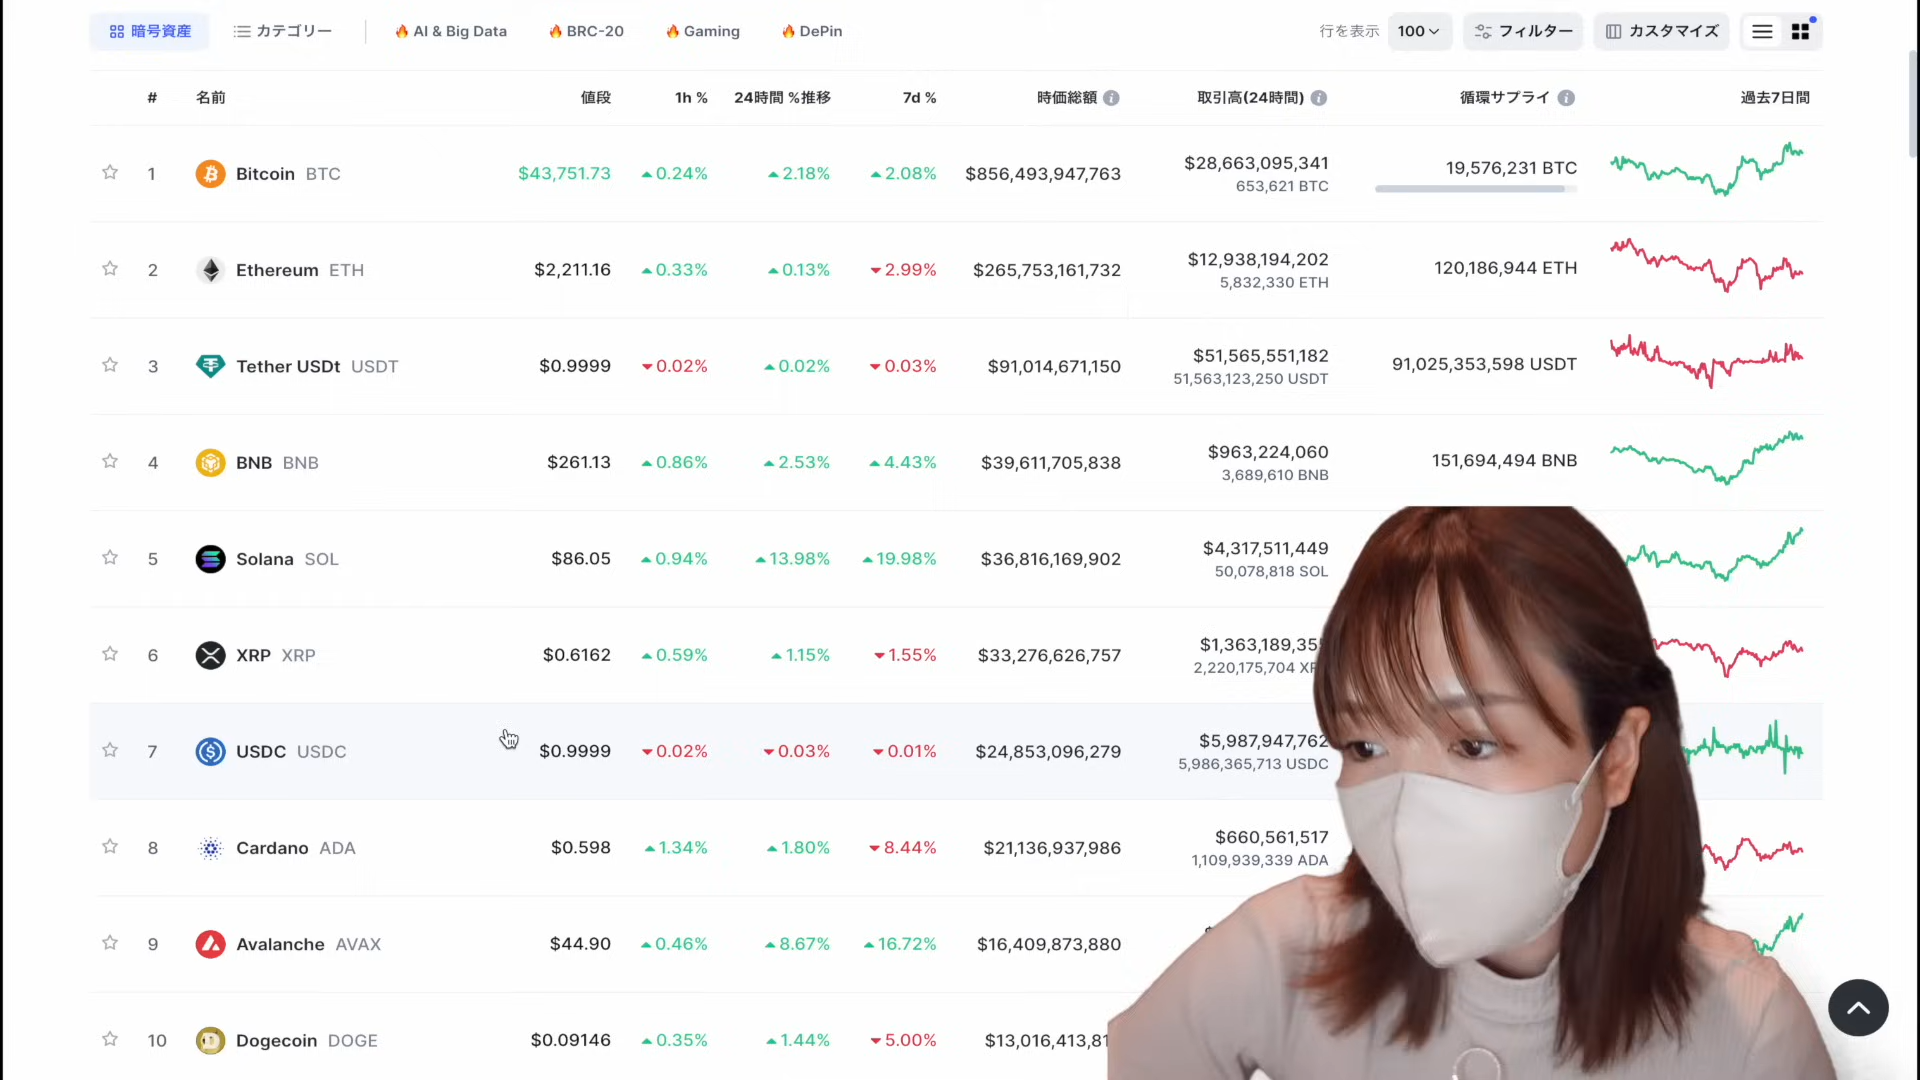 暗号資産 カテゴリー AI & Big Data BRC-20 Gaming DePin 行を表示 100 フィルター カスタマイズ
# 名前 値段 1h % 24時間 %推移 7d % 時価総額 取引高(24時間) 循環サプライ 過去7日間
1 Bitcoin BTC $43,751.73 0.24% 2.18% 2.08% $856,493,947,763 $28,663,095,341 19,576,231 BTC
653,621 BTC
2 Ethereum ETH $2,211.16 0.33% 0.13% 2.99% $265,753,161,732 $12,938,194,202 120,186,944 ETH
5,832,330 ETH
3 Tether USDt USDT $0.9999 0.02% 0.02% 0.03% $91,014,671,150 $51,565,551,182 91,025,353,598 USDT
51,563,123,250 USDT
4 BNB BNB $261.13 0.86% 2.53% 4.43% $39,611,705,838 $963,224,060 151,694,494 BNB
3,689,610 BNB
5 Solana SOL $86.05 0.94% 13.98% 19.98% $36,816,169,902 $4,317,511,449
50,078,818 SOL
6 XRP XRP $0.6162 0.59% 1.15% 1.55% $33,276,626,757 $1,363,189,35
2,220,175,704 X
7 USDC USDC $0.9999 0.02% 0.03% 0.01% $24,853,096,279 $5,987,947,762
5,986,365,713 USDC
8 Cardano ADA $0.598 1.34% 1.80% 8.44% $21,136,937,986 $660,561,517
1,109,939,339 ADA
9 Avalanche AVAX $44.90 0.46% 8.67% 16.72% $16,409,873,880
10 Dogecoin DOGE $0.09146 0.35% 1.44% 5.00% $13,016,413,81